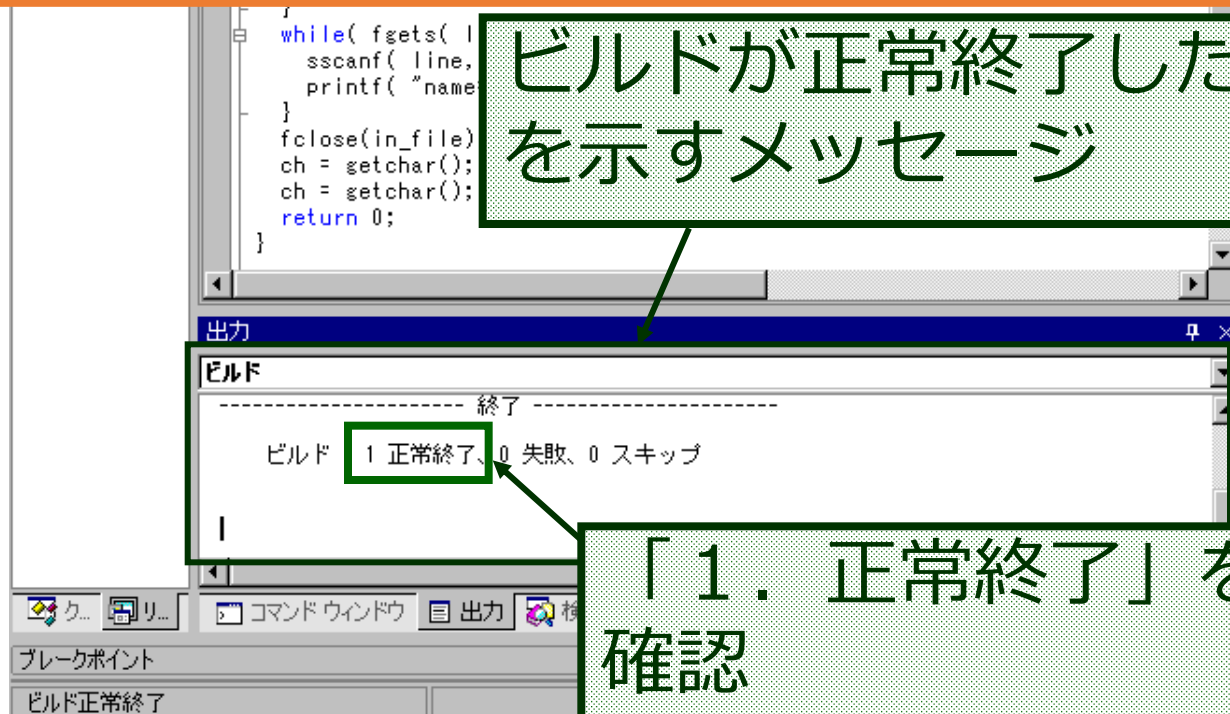 }
while( fgets( l
sscanf( line,
printf( "name
}
fclose(in_file)
ch = getchar();
ch = getchar();
return 0;
}
ビルドが正常終了した
を示すメッセージ
出力
ビルド
---------------------- 終了 ----------------------
ビルド 1 正常終了、0 失敗、0 スキップ
「１．正常終了」を
確認
ク... リ... コマンド ウィンドウ 出力 検
ブレークポイント
ビルド正常終了